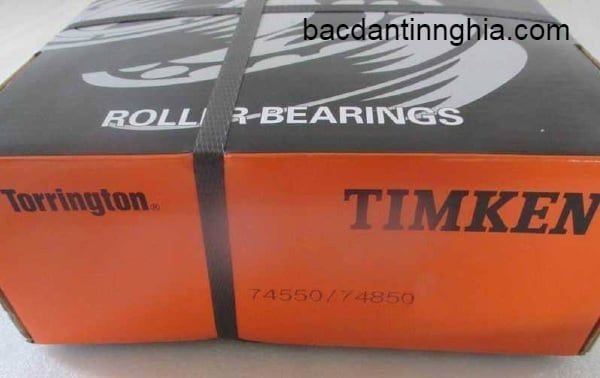 bacdantinnghia.com
ROLLER BEARINGS
Torrington®
TIMKEN
74550/74850